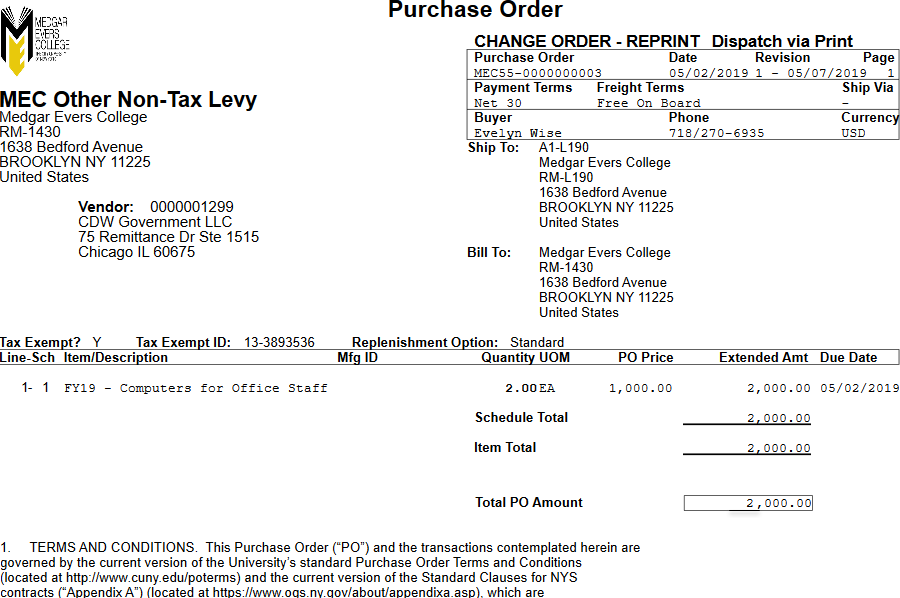 Purchase Order
MEDGAR
EVERS
COLLEGE
CHANGE ORDER - REPRINT Dispatch via Print
Purchase Order Date Revision Page
MEC55-0000000003 05/02/2019 1 - 05/07/2019 1
Payment Terms Freight Terms Ship Via
Net 30 Free On Board -
Buyer Phone Currency
Evelyn Wise 718/270-6935 USD
MEC Other Non-Tax Levy
Medgar Evers College
RM-1430
1638 Bedford Avenue
BROOKLYN NY 11225
United States
Vendor: 0000001299
CDW Government LLC
75 Remittance Dr Ste 1515
Chicago IL 60675
Ship To: A1-L190
Medgar Evers College
RM-L190
1638 Bedford Avenue
BROOKLYN NY 11225
United States
Bill To: Medgar Evers College
RM-1430
1638 Bedford Avenue
BROOKLYN NY 11225
United States
Tax Exempt? Y Tax Exempt ID: 13-3893536 Replenishment Option: Standard
Line-Sch Item/Description Mfg ID Quantity UOM PO Price Extended Amt Due Date
1- 1 FY19 - Computers for Office Staff 2.00 EA 1,000.00 2,000.00 05/02/2019
Schedule Total 2,000.00
Item Total 2,000.00
Total PO Amount 2,000.00
1. TERMS AND CONDITIONS. This Purchase Order (“PO”) and the transactions contemplated herein are
governed by the current version of the University’s standard Purchase Order Terms and Conditions
(located at http://www.cuny.edu/poterms) and the current version of the Standard Clauses for NYS
contracts (“Appendix A”) (located at https://www.ogs.ny.gov/about/appendixa.asp), which are